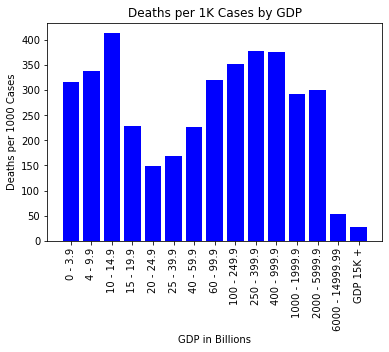 Deaths per 1K Cases by GDP
Deaths per 1000 Cases
400
350
300
250
200
150
100
50
0
0 - 3.9
4 - 9.9
10 - 14.9
15 - 19.9
20 - 24.9
25 - 39.9
40 - 59.9
60 - 99.9
100 - 249.9
250 - 399.9
400 - 999.9
1000 - 1999.9
2000 - 5999.9
6000 - 14999.99
GDP 15K +
GDP in Billions